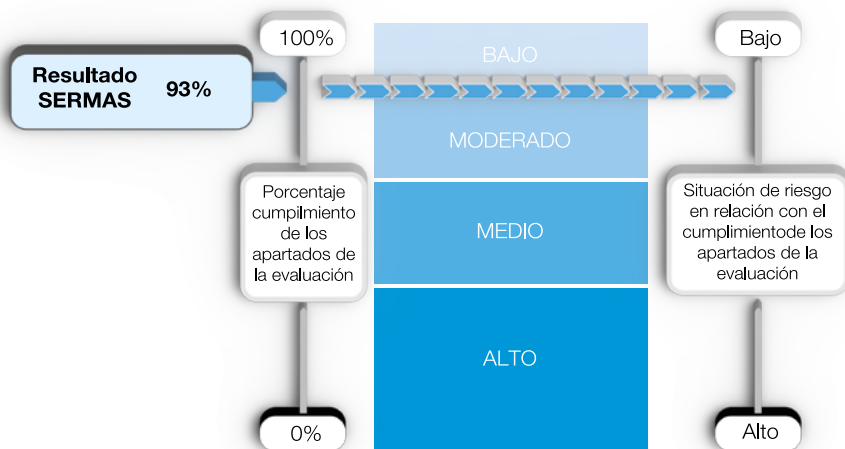 Resultado
SERMAS
93%
100%
Porcentaje
cumpilmiento
de los
apartados de
la evaluación
0%
BAJO
MODERADO
MEDIO
ALTO
Bajo
Situación de riesgo
en relación con el
cumplimientode los
apartados de la
evaluación
Alto